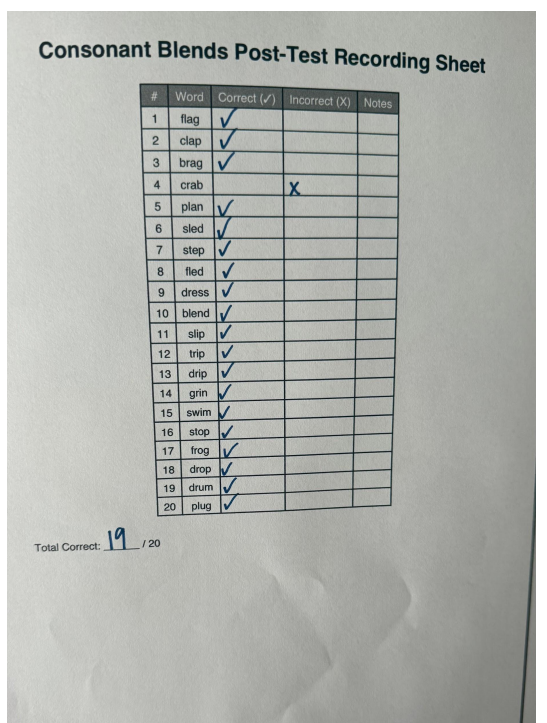 Consonant Blends Post-Test Recording Sheet
# Word Correct (✓) Incorrect (X) Notes
1 flag ✓
2 clap ✓
3 brag ✓
4 crab X
5 plan ✓
6 sled ✓
7 step ✓
8 fled ✓
9 dress ✓
10 blend ✓
11 slip ✓
12 trip ✓
13 drip ✓
14 grin ✓
15 swim ✓
16 stop ✓
17 frog ✓
18 drop ✓
19 drum ✓
20 plug ✓
Total Correct: 19 / 20